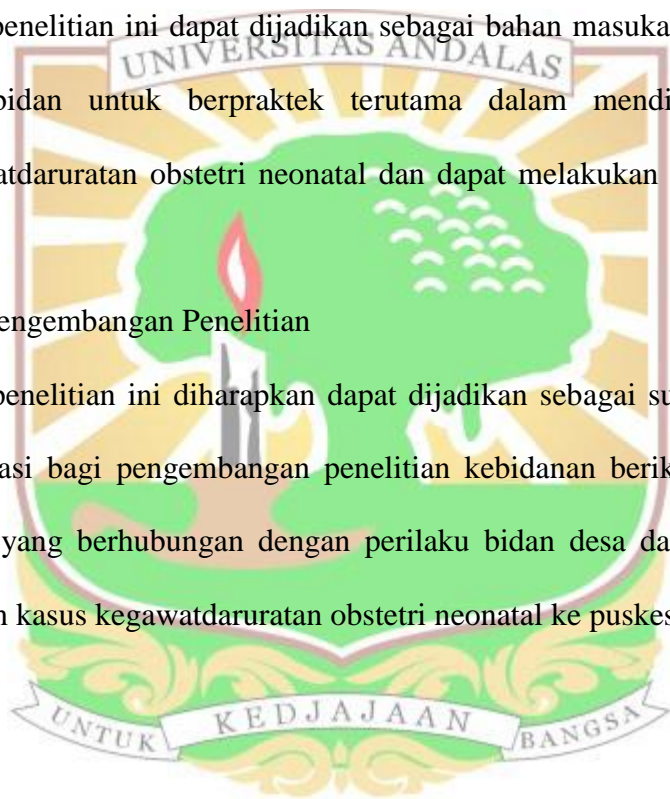 penelitian ini dapat dijadikan sebagai bahan masuka
UNIVERSITAS ANDALAS
bidan untuk berpraktek terutama dalam mendi
atdaruratan obstetri neonatal dan dapat melakukan
engembangan Penelitian
penelitian ini diharapkan dapat dijadikan sebagai su
asi bagi pengembangan penelitian kebidanan berik
yang berhubungan dengan perilaku bidan desa da
n kasus kegawatdaruratan obstetri neonatal ke puskes
UNTUK KEDJAJAAN BANGSA